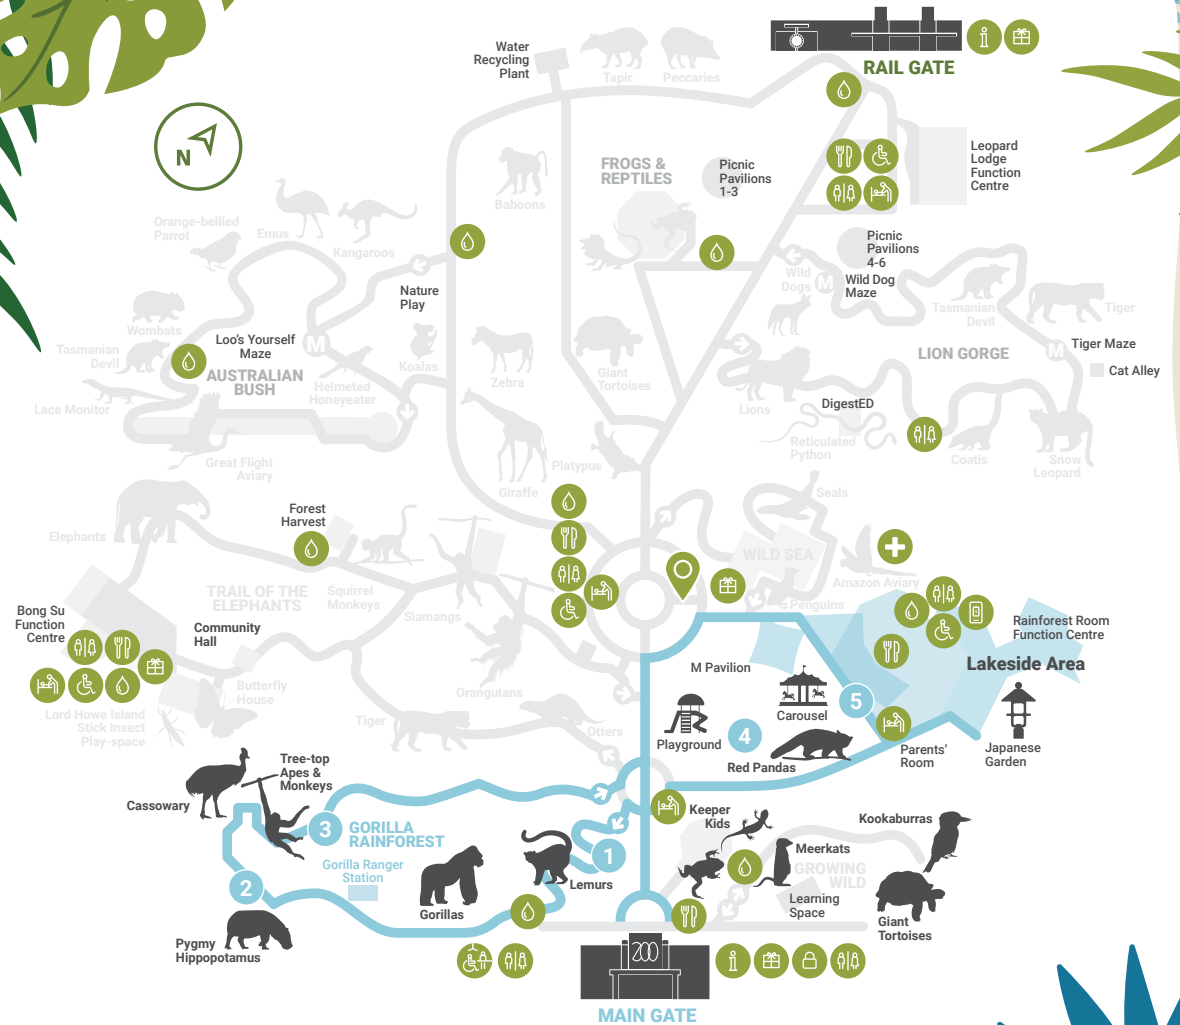 RAIL GATE
Water
Recycling
Plant
Tapir
Peccaries
N
Leopard
Lodge
Function
Centre
FROGS &
REPTILES
Picnic
Pavilions
1-3
Baboons
Orange-bellied
Parrot
Emus
Kangaroos
Picnic
Pavilions
4-6
Wild
Dogs
M
Wild Dog
Maze
Nature
Play
Tasmanian
Devil
Tiger
Wombats
Loo's Yourself
Maze
M
Tasmanian
Devil
AUSTRALIAN
BUSH
Helmeted
Honeyeater
Koalas
Zebra
Giant
Tortoises
LION GORGE
M
Tiger Maze
Cat Alley
Lace Monitor
Lions
DigestED
Reticulated
Python
Coatis
Snow
Leopard
Great Flight
Aviary
Platypus
Giraffe
Seals
Elephants
Forest
Harvest
WILD SEA
Amazon Aviary
TRAIL OF THE
ELEPHANTS
Squirrel
Monkeys
Siamangs
Penguins
Bong Su
Function
Centre
Community
Hall
Rainforest Room
Function Centre
Lakeside Area
M Pavilion
Butterfly
House
Orangutans
Carousel
5
Lord Howe Island
Stick Insect
Play-space
Tiger
Otters
Playground
4
Red Pandas
Parents'
Room
Japanese
Garden
Tree-top
Apes &
Monkeys
Cassowary
3
GORILLA
RAINFOREST
Keeper
Kids
Kookaburras
Meerkats
1
Gorilla Ranger
Station
Lemurs
GROWING
WILD
2
Gorillas
Learning
Space
Giant
Tortoises
Pygmy
Hippopotamus
ZOO
MAIN GATE